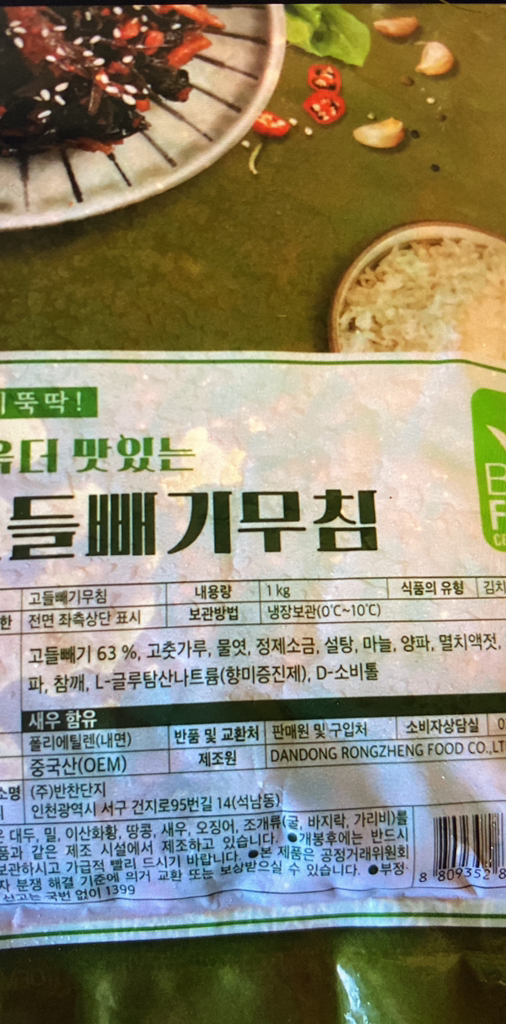 뚝딱!
더 맛있는
들빼기무침
고들빼기무침 내용량 1 kg 식품의 유형 김치
한 전면 좌측상단 표시 보관방법 냉장보관(0℃~10℃)
고들빼기 63 %, 고춧가루, 물엿, 정제소금, 설탕, 마늘, 양파, 멸치액젓,
파, 참깨, L-글루탐산나트륨(향미증진제), D-소비톨
새우 함유
폴리에틸렌(내면) 반품 및 교환처 판매원 및 구입처 소비자상담실 0
중국산(OEM) 제조원 DANDONG RONGZHENG FOOD CO.,LT
소명 (주)반찬단지
인천광역시 서구 건지로95번길 14(석남동)
은 대두, 밀, 이산화황, 땅콩, 새우, 오징어, 조개류(굴, 바지락, 가리비)를
품과 같은 제조 시설에서 제조하고 있습니다. ●개봉후에는 반드시
보관하시고 가급적 빨리 드시기 바랍니다. ●본 제품은 공정거래위원회
자 분쟁 해결 기준에 의거 교환 또는 보상받으실 수 있습니다. ●부정·
신고는 국번 없이 1399
8 809352 8